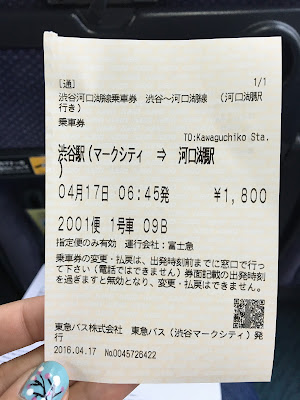 ［通］ 1/1
渋谷河口湖線乗車券 渋谷～河口湖線 （河口湖駅
行き）
乗車券
TO:Kawaguchiko Sta.
渋谷駅(マークシティ ⇒ 河口湖駅
)
04月17日 06:45発 ¥1,800
2001便 1号車 09B
指定便のみ有効 運行会社：富士急
乗車券の変更・払戻は、出発時刻前までに窓口で行っ
て下さい（電話ではできません）券面記載の出発時刻
を過ぎますと無効となり、変更・払戻はできません。
東急バス株式会社 東急バス（渋谷マークシティ）発
行
2016.04.17 No.0045726422